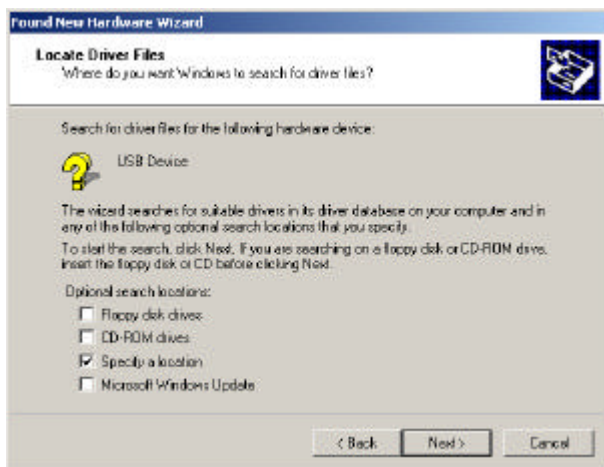 Found New Hardware Wizard
Locate Driver Files
Where do you want Windows to search for driver files?
Search for driver files for the following hardware device:
USB Device
The wizard searches for suitable drivers in its driver database on your computer and in
any of the following optional search locations that you specify.
To start the search, click Next. If you are searching on a floppy disk or CD-ROM drive,
insert the floppy disk or CD before clicking Next.
Optional search locations:
Floppy disk drives
CD-ROM drives
Specify a location
Microsoft Windows Update
< Back
Next >
Cancel